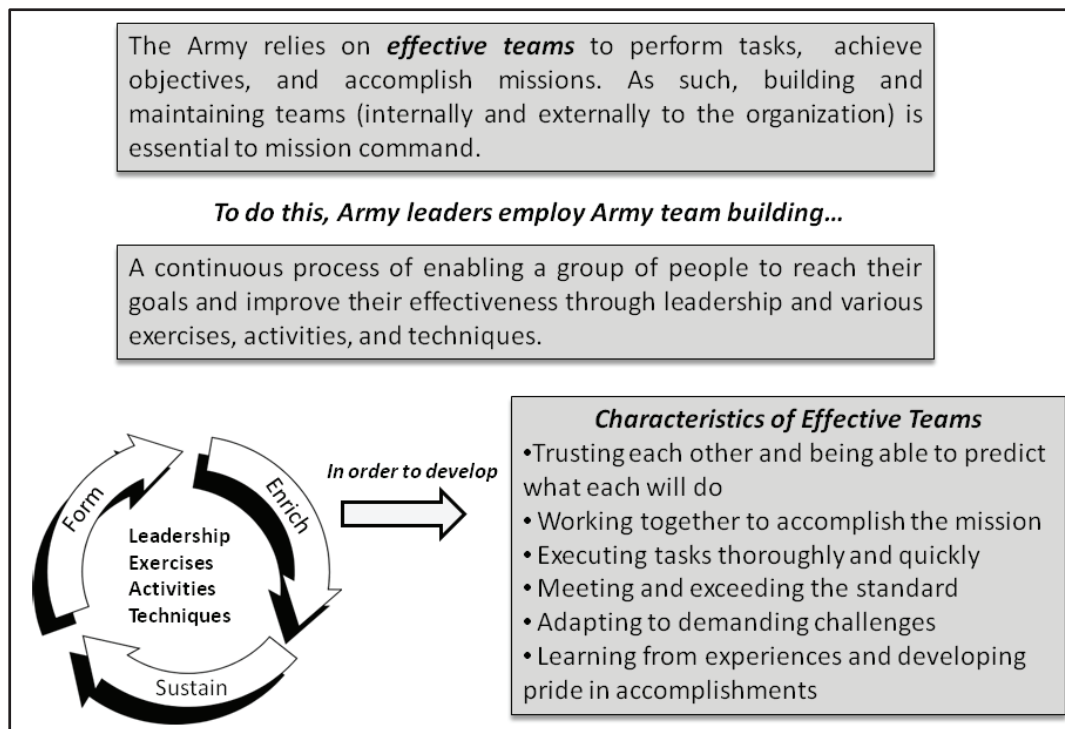 The Army relies on effective teams to perform tasks, achieve
objectives, and accomplish missions. As such, building and
maintaining teams (internally and externally to the organization) is
essential to mission command.
To do this, Army leaders employ Army team building…
A continuous process of enabling a group of people to reach their
goals and improve their effectiveness through leadership and various
exercises, activities, and techniques.
Form
Enrich
Sustain
Leadership
Exercises
Activities
Techniques
In order to develop
Characteristics of Effective Teams
•Trusting each other and being able to predict
what each will do
• Working together to accomplish the mission
• Executing tasks thoroughly and quickly
• Meeting and exceeding the standard
• Adapting to demanding challenges
• Learning from experiences and developing
pride in accomplishments